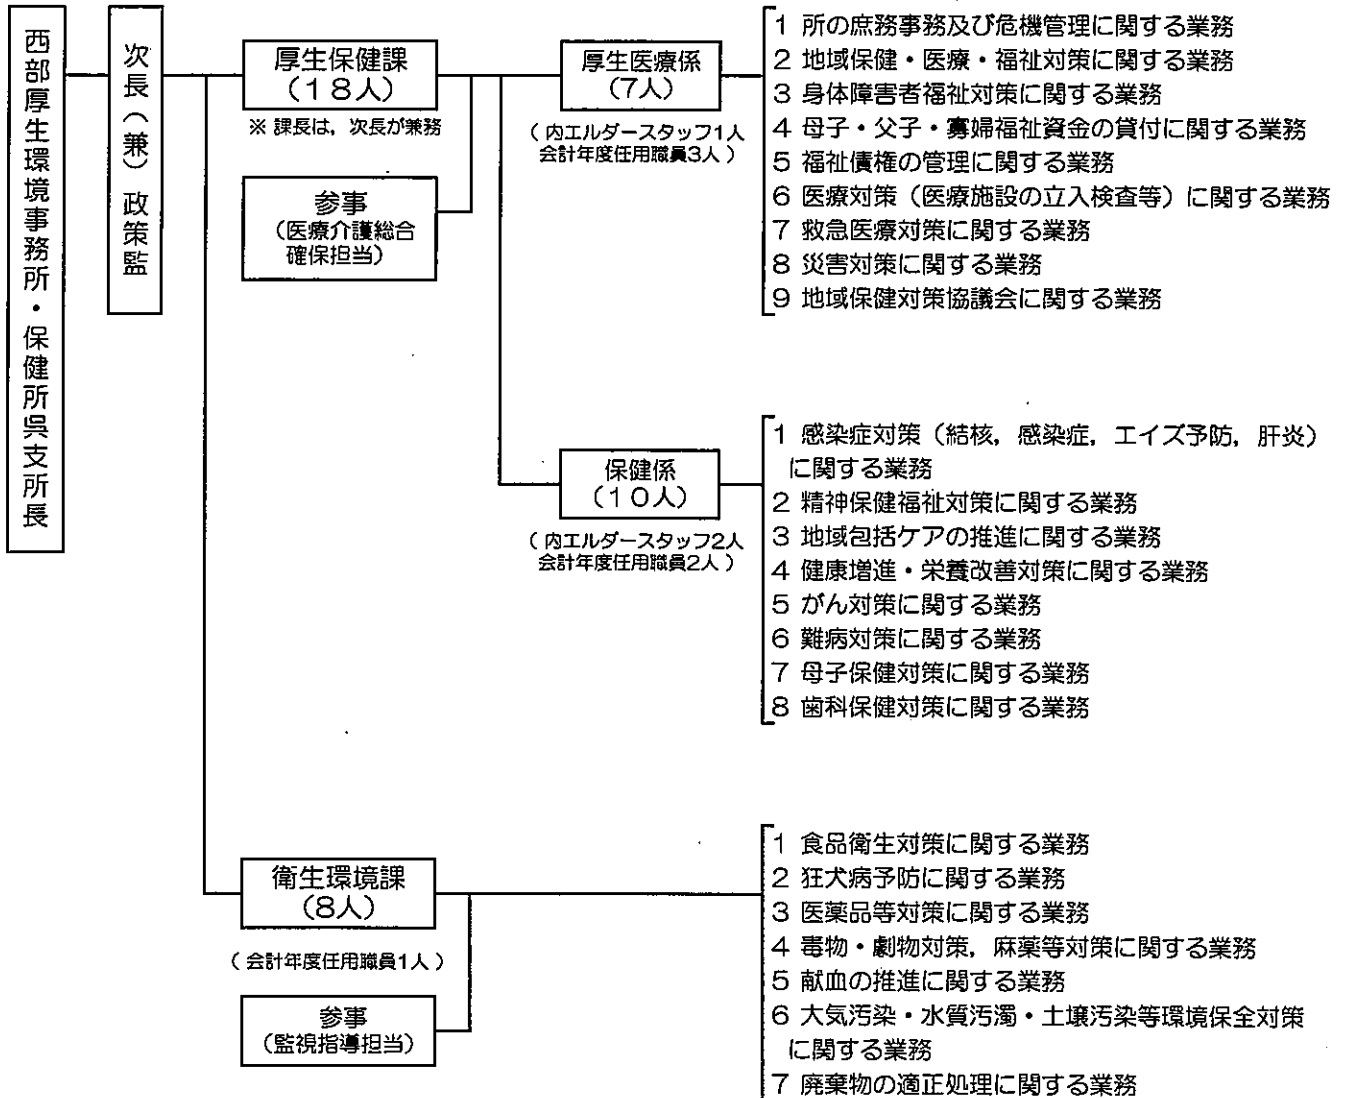 西部厚生環境事務所・保健所呉支所長
次長（兼）政策監
厚生保健課
（１８人）
※ 課長は，次長が兼務
参事
（医療介護総合
確保担当）
厚生医療係
（7人）
（ 内エルダースタッフ1人
会計年度任用職員3人 ）
1 所の庶務事務及び危機管理に関する業務
2 地域保健・医療・福祉対策に関する業務
3 身体障害者福祉対策に関する業務
4 母子・父子・寡婦福祉資金の貸付に関する業務
5 福祉債権の管理に関する業務
6 医療対策（医療施設の立入検査等）に関する業務
7 救急医療対策に関する業務
8 災害対策に関する業務
9 地域保健対策協議会に関する業務
保健係
（１０人）
（ 内エルダースタッフ2人
会計年度任用職員2人 ）
1 感染症対策（結核，感染症，エイズ予防，肝炎）
に関する業務
2 精神保健福祉対策に関する業務
3 地域包括ケアの推進に関する業務
4 健康増進・栄養改善対策に関する業務
5 がん対策に関する業務
6 難病対策に関する業務
7 母子保健対策に関する業務
8 歯科保健対策に関する業務
衛生環境課
（8人）
（ 会計年度任用職員1人 ）
参事
（監視指導担当）
1 食品衛生対策に関する業務
2 狂犬病予防に関する業務
3 医薬品等対策に関する業務
4 毒物・劇物対策，麻薬等対策に関する業務
5 献血の推進に関する業務
6 大気汚染・水質汚濁・土壌汚染等環境保全対策
に関する業務
7 廃棄物の適正処理に関する業務